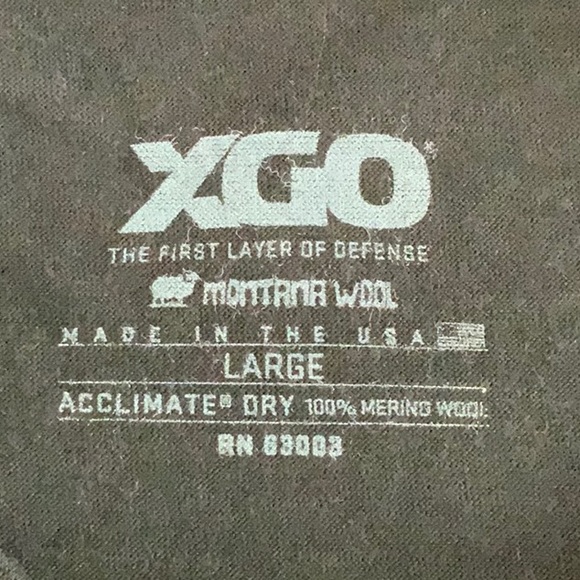 XGO®
THE FIRST LAYER OF DEFENSE
MONTANA WOOL
MADE IN THE USA
LARGE
ACCLIMATE® DRY 100% MERINO WOOL
RN 63003